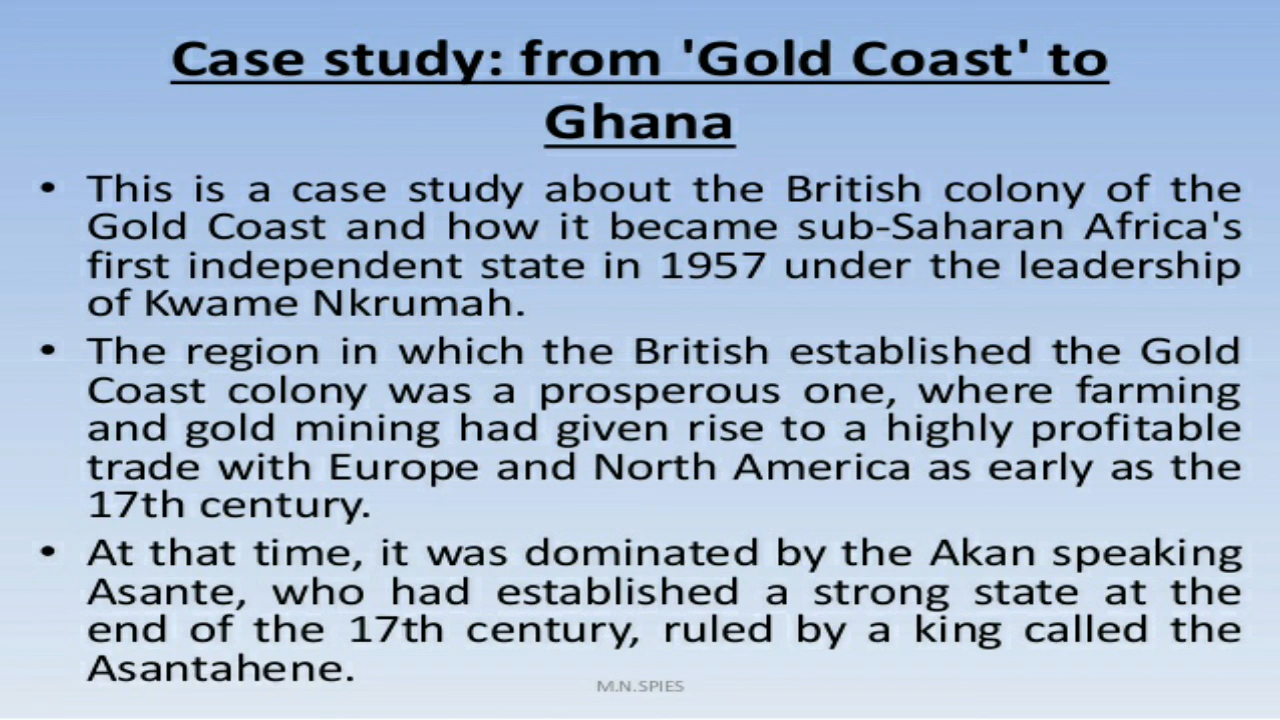 Case study: from 'Gold Coast' to
Ghana
• This is a case study about the British colony of the
Gold Coast and how it became sub-Saharan Africa's
first independent state in 1957 under the leadership
of Kwame Nkrumah.
• The region in which the British established the Gold
Coast colony was a prosperous one, where farming
and gold mining had given rise to a highly profitable
trade with Europe and North America as early as the
17th century.
• At that time, it was dominated by the Akan speaking
Asante, who had established a strong state at the
end of the 17th century, ruled by a king called the
Asantahene.
M.N.SPIES